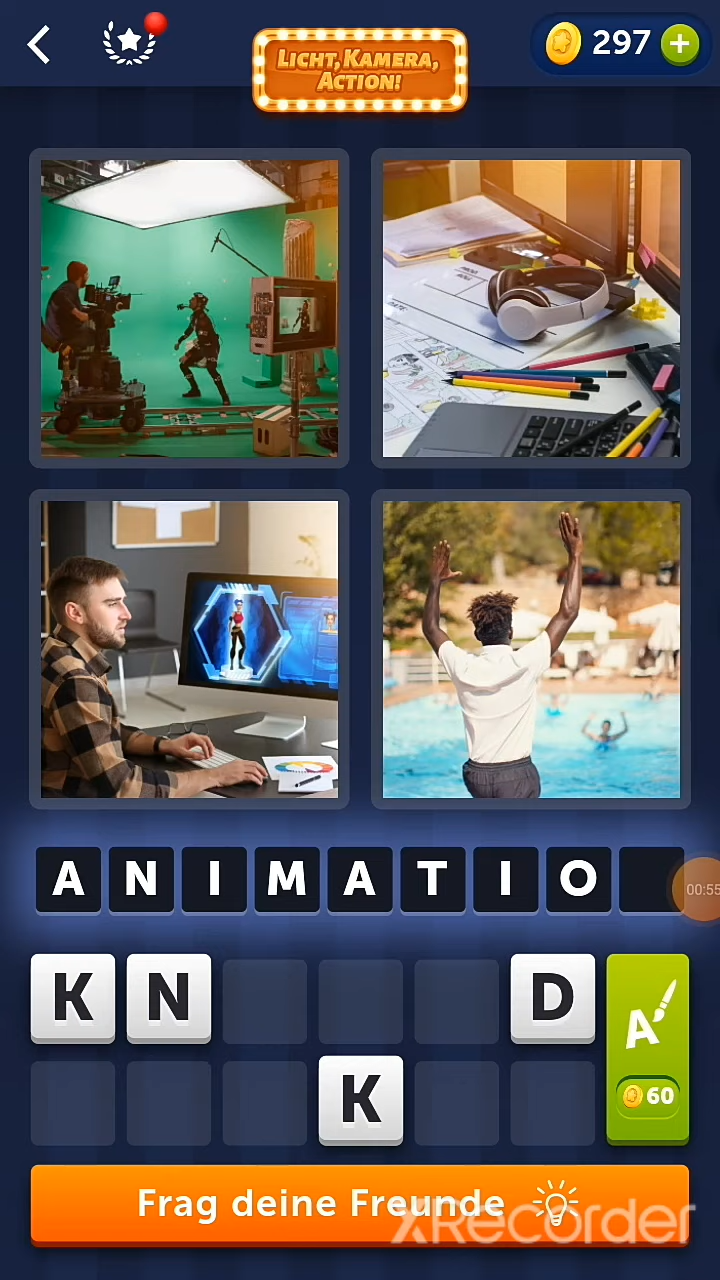 297
LICHT, KAMERA,
ACTION!
A N I M A T I O
00:55
K N D
A
K
60
Frag deine Freunde
XRecorder